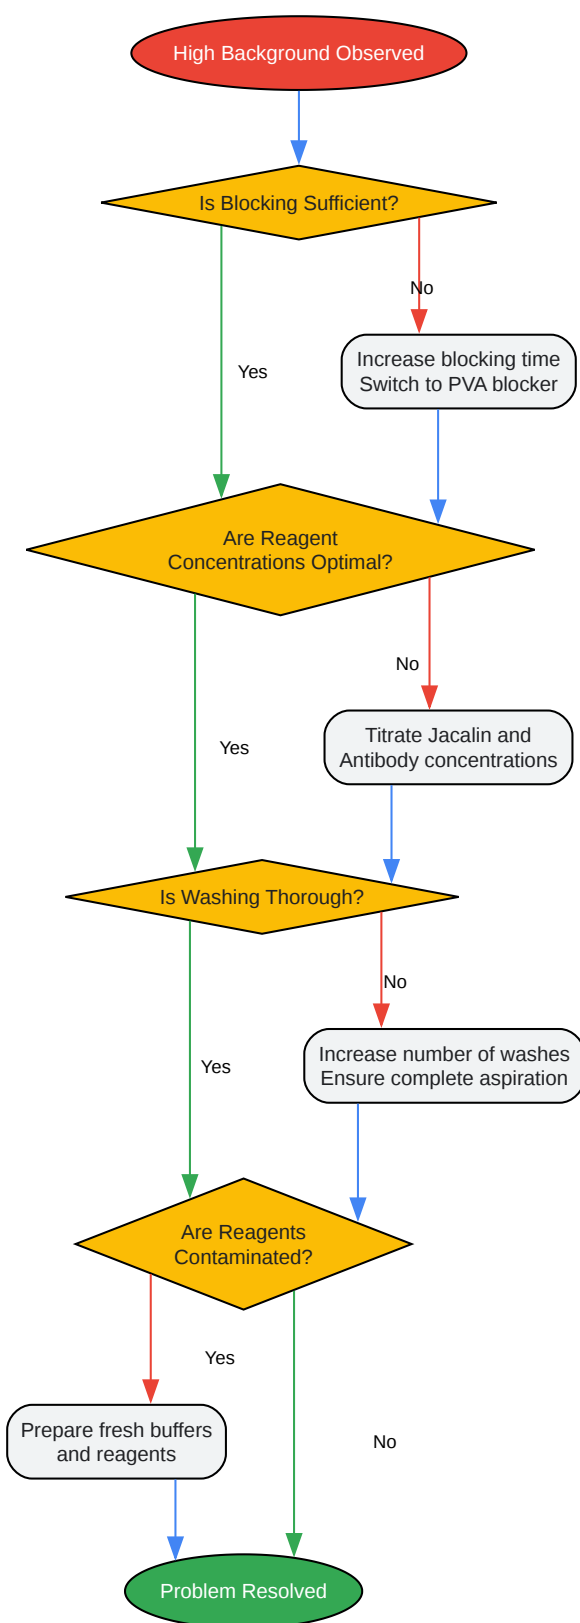 High Background Observed
Is Blocking Sufficient?
No
Increase blocking time
Switch to PVA blocker
Yes
Are Reagent
Concentrations Optimal?
No
Titrate Jacalin and
Antibody concentrations
Yes
Is Washing Thorough?
No
Increase number of washes
Ensure complete aspiration
Yes
Are Reagents
Contaminated?
Yes
Prepare fresh buffers
and reagents
No
Problem Resolved